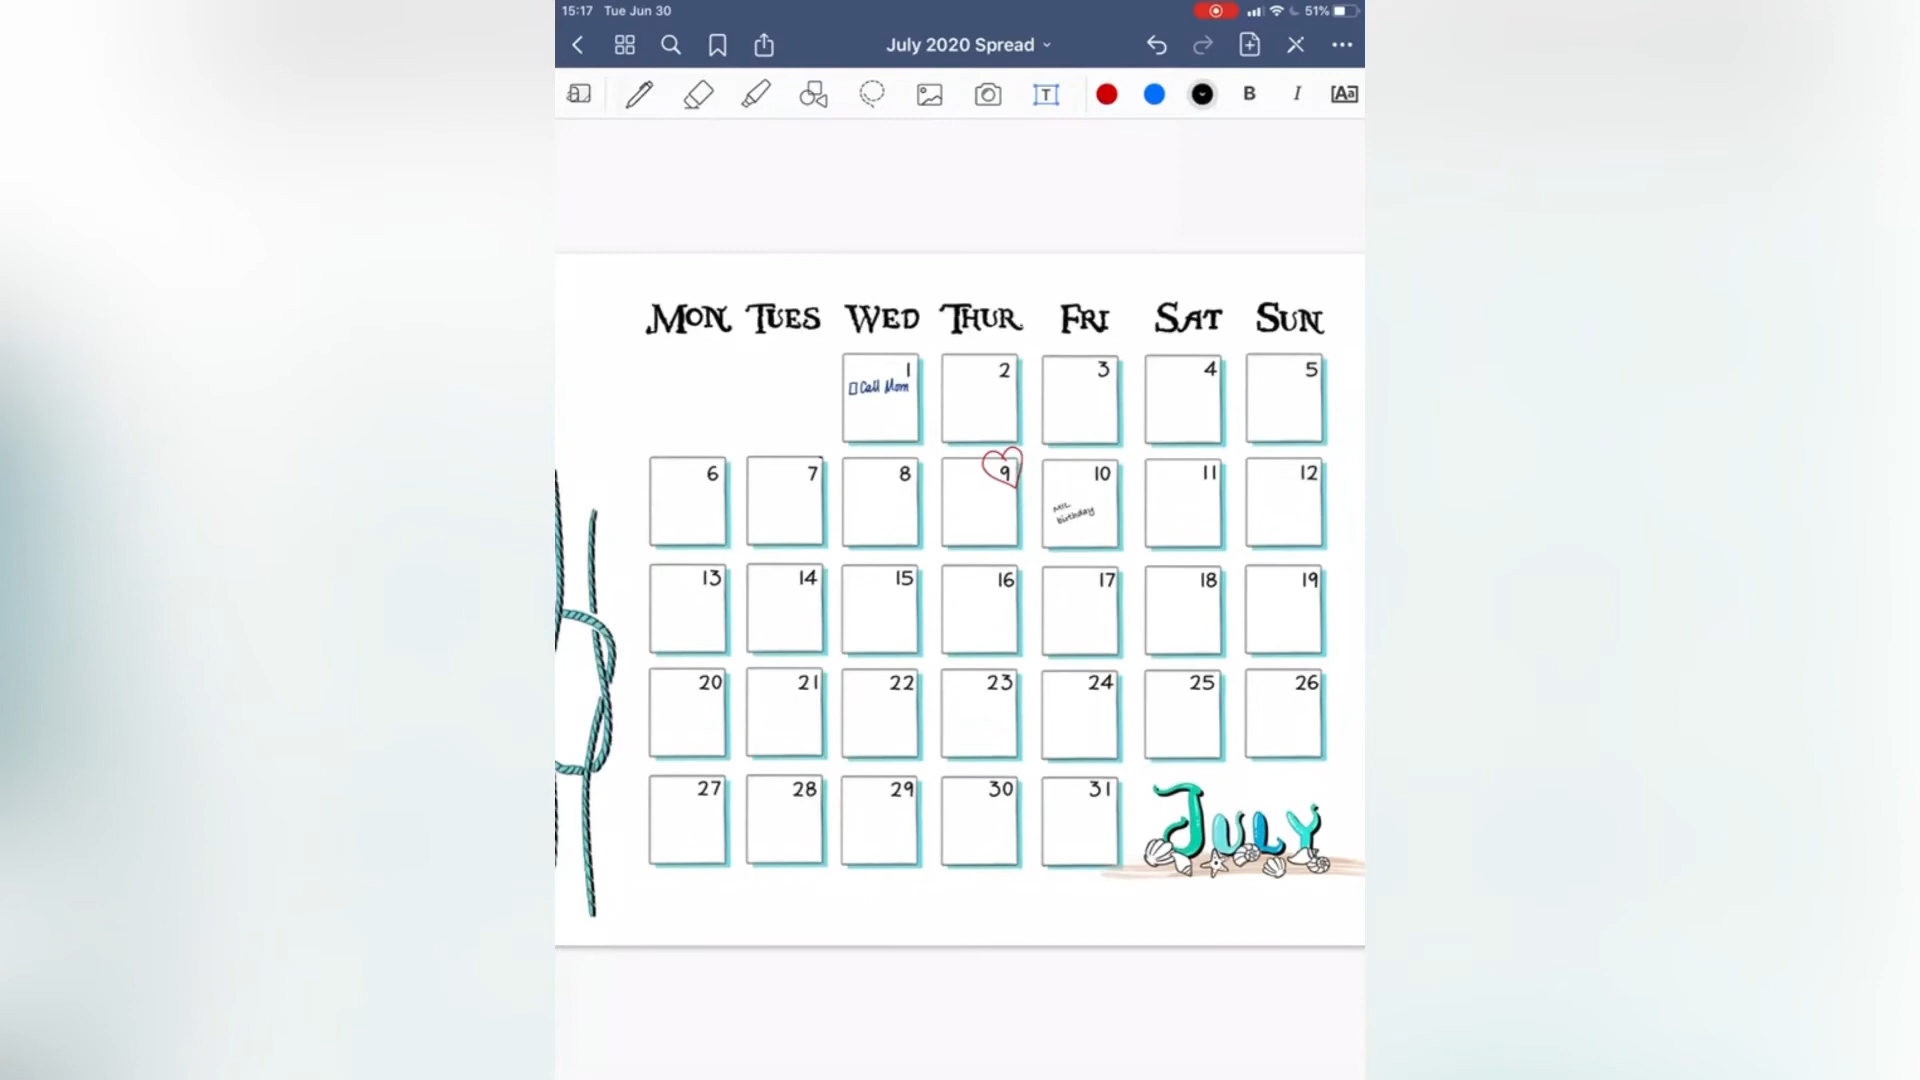 15:17 Tue Jun 30 51%
July 2020 Spread
T B I Aa
MON TUES WED THUR FRI SAT SUN
1 2 3 4 5
Call Mom
6 7 8 9 10 11 12
MIL
birthday
13 14 15 16 17 18 19
20 21 22 23 24 25 26
27 28 29 30 31
JULY